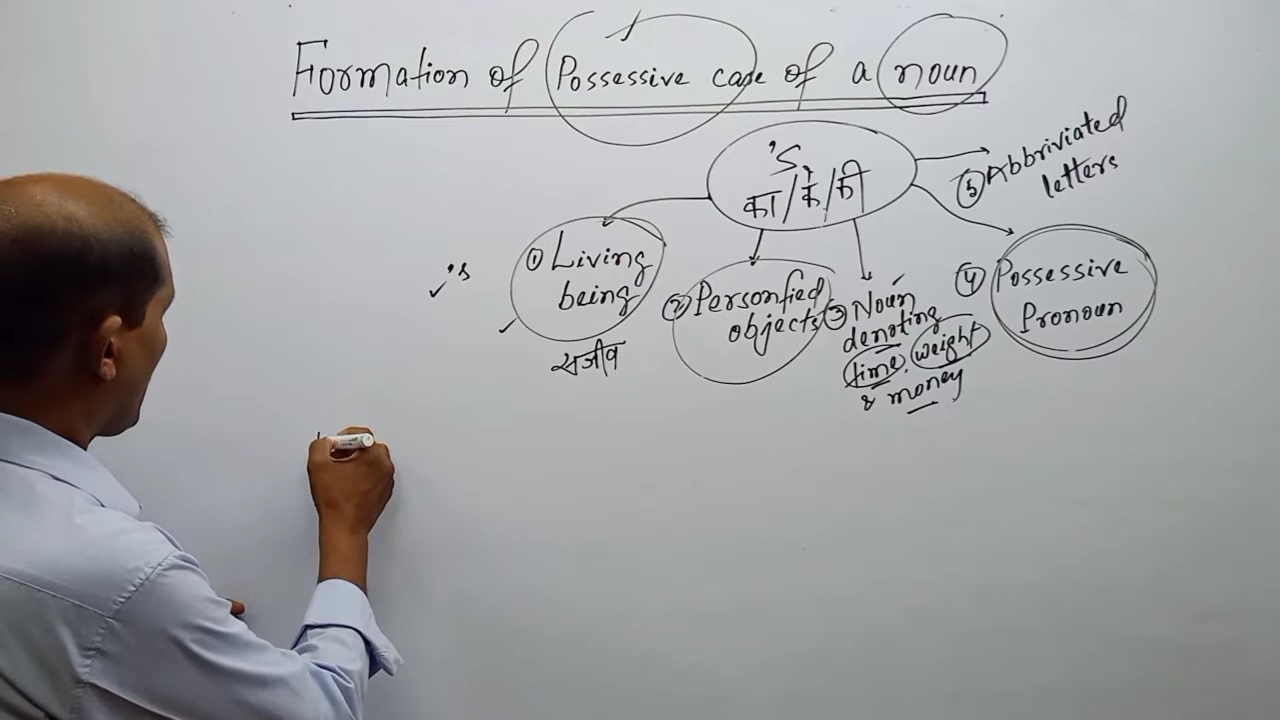 Formation of Possessive case of a noun
's
का/के/की
's
① Living
being
सजीव
② Personfied
objects
③ Noun
denoting
time, weight
& money
④ Possessive
Pronoun
⑤ Abbriviated
letters